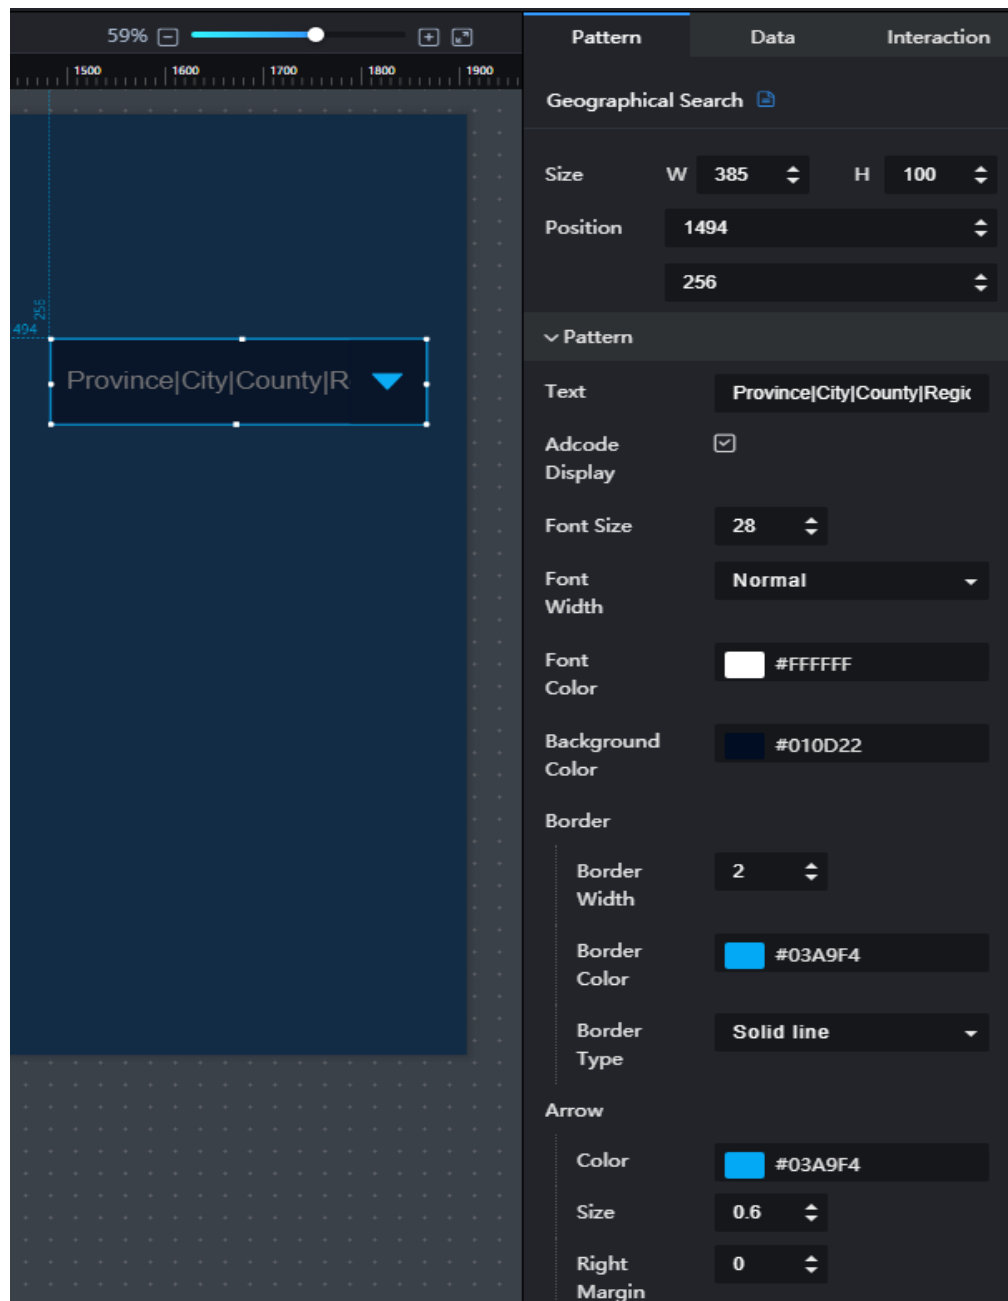 59%
Pattern Data Interaction
1500 1600 1700 1800 1900
Geographical Search
Size W 385 H 100
Position 1494
256
256
494
Pattern
Province|City|County|R
Text Province|City|County|Regic
Adcode
Display
Font Size 28
Font
Width
Normal
Font
Color
#FFFFFF
Background
Color
#010D22
Border
Border
Width
2
Border
Color
#03A9F4
Border
Type
Solid line
Arrow
Color #03A9F4
Size 0.6
Right
Margin
0